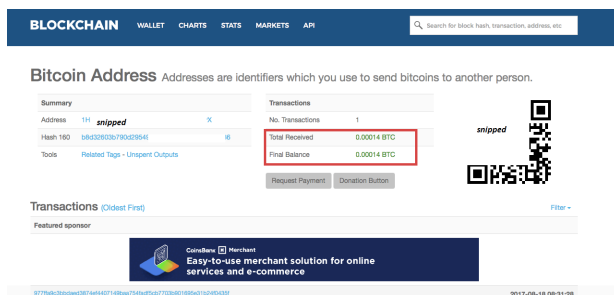 BLOCKCHAIN WALLET CHARTS STATS MARKETS API Search for block hash, transaction, address, etc
Bitcoin Address Addresses are identifiers which you use to send bitcoins to another person.
Summary
Address 1H snipped X
Hash 160 b8d32603b790d2954 i6
Tools Related Tags - Unspent Outputs
Transactions
No. Transactions 1
Total Received 0.00014 BTC
Final Balance 0.00014 BTC
Request Payment Donation Button
snipped
Transactions (Oldest First) Filter
Featured sponsor
CoinsBank Merchant
Easy-to-use merchant solution for online
services and e-commerce